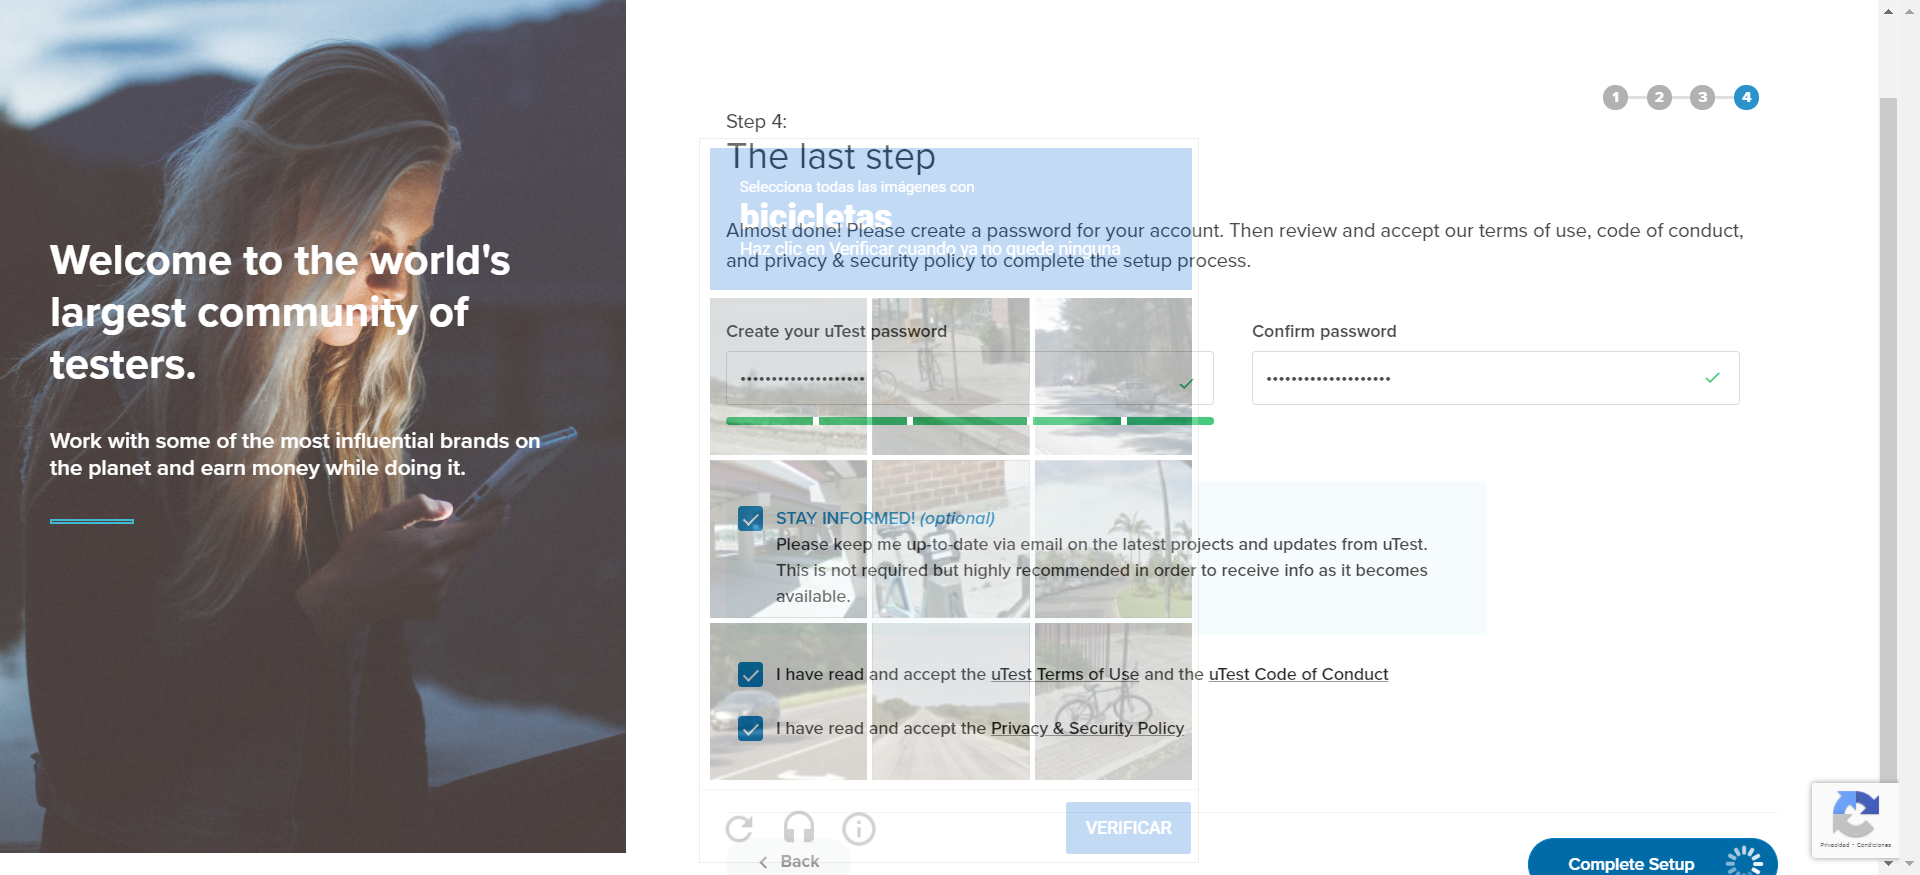 Welcome to the world's
largest community of
testers.
Work with some of the most influential brands on
the planet and earn money while doing it.
1 2 3 4
Step 4:
The last step
Selecciona todas las imágenes con
bicicletas
Haz clic en Verificar cuando ya no quede ninguna
Almost done! Please create a password for your account. Then review and accept our terms of use, code of conduct,
and privacy & security policy to complete the setup process.
Create your uTest password
Confirm password
STAY INFORMED! (optional)
Please keep me up-to-date via email on the latest projects and updates from uTest.
This is not required but highly recommended in order to receive info as it becomes
available.
I have read and accept the uTest Terms of Use and the uTest Code of Conduct
I have read and accept the Privacy & Security Policy
VERIFICAR
Back
Complete Setup
Privacidad - Condiciones